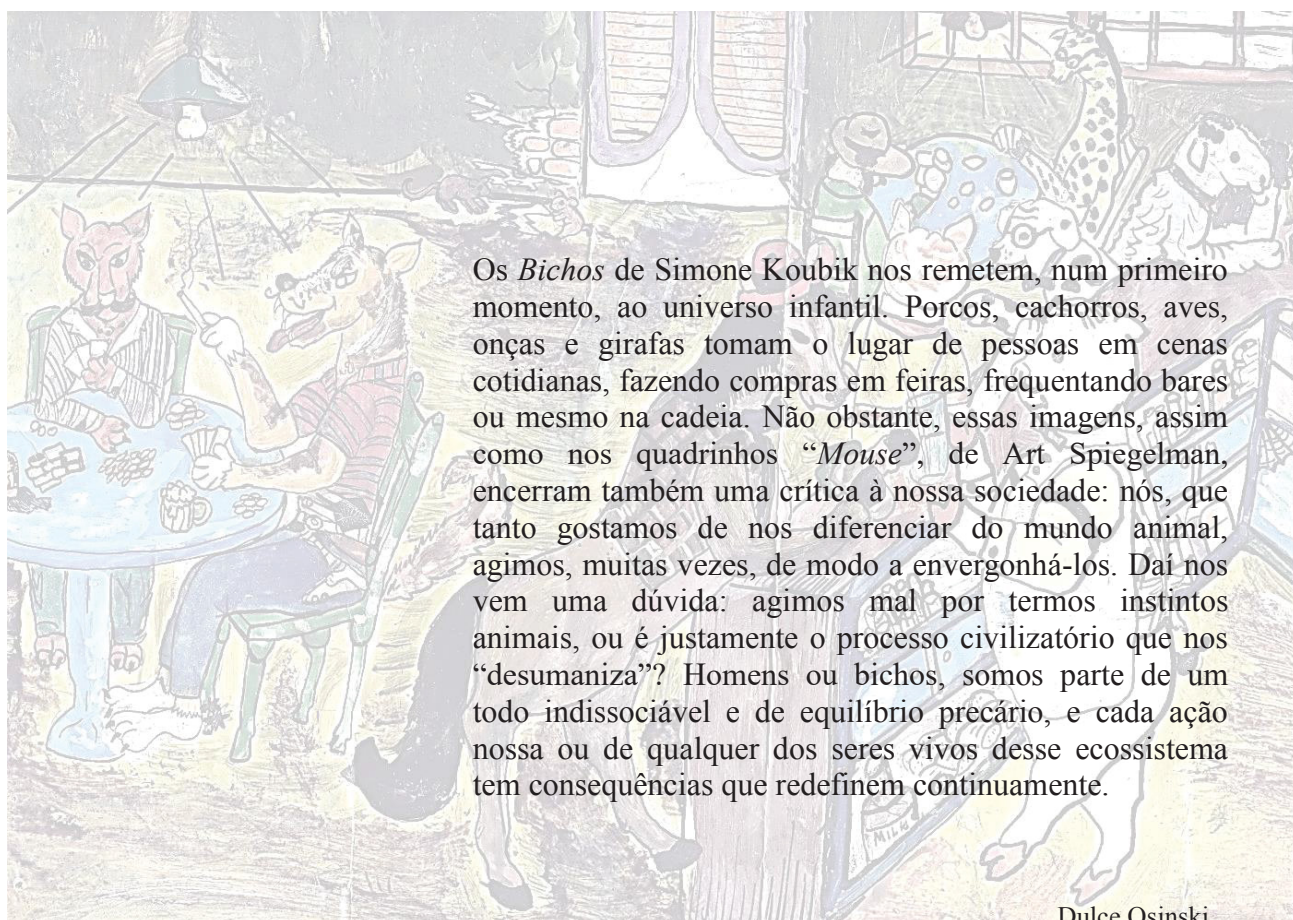 Os Bichos de Simone Koubik nos remetem, num primeiro
momento, ao universo infantil. Porcos, cachorros, aves,
onças e girafas tomam o lugar de pessoas em cenas
cotidianas, fazendo compras em feiras, frequentando bares
ou mesmo na cadeia. Não obstante, essas imagens, assim
como nos quadrinhos “Mouse”, de Art Spiegelman,
encerram também uma crítica à nossa sociedade: nós, que
tanto gostamos de nos diferenciar do mundo animal,
agimos, muitas vezes, de modo a envergonhá-los. Daí nos
vem uma dúvida: agimos mal por termos instintos
animais, ou é justamente o processo civilizatório que nos
“desumaniza”? Homens ou bichos, somos parte de um
todo indissociável e de equilíbrio precário, e cada ação
nossa ou de qualquer dos seres vivos desse ecossistema
tem consequências que redefinem continuamente.
MILK
Dulce Osinski